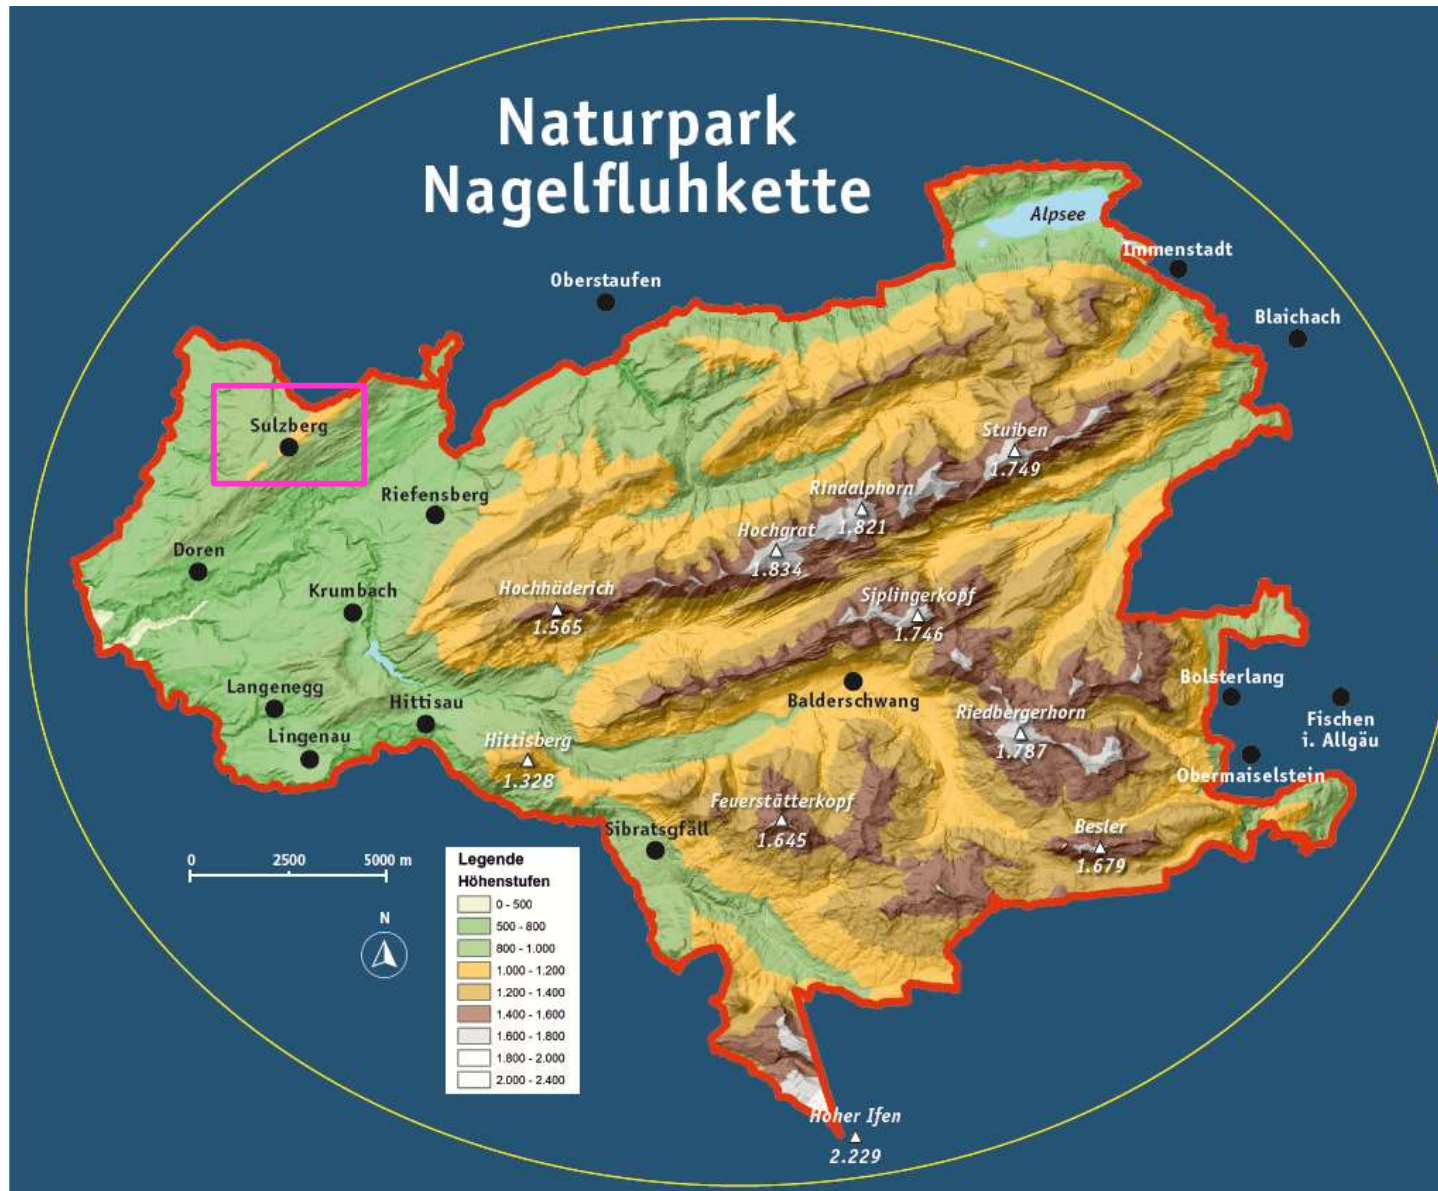 Naturpark
Nagelfluhkette
Alpsee
Immenstadt
Oberstaufen
Blaichach
Sulzberg
Stuiben
1.749
Riefensberg
Rindalphorn
1.821
Hochgrat
1.834
Doren
Krumbach
Hochhäderich
1.565
Siplingerkopf
1.746
Langenegg
Hittisau
Balderschwang
Bolsterlang
Riedbergerhorn
1.787
Fischen
i. Allgäu
Lingenau
Hittisberg
1.328
Obermaiselstein
Feuerstätterkopf
1.645
Sibratsgfäll
Besler
1.679
0 2500 5000 m
N
Legende
Höhenstufen
0 - 500
500 - 800
800 - 1.000
1.000 - 1.200
1.200 - 1.400
1.400 - 1.600
1.600 - 1.800
1.800 - 2.000
2.000 - 2.400
Hoher Ifen
2.229